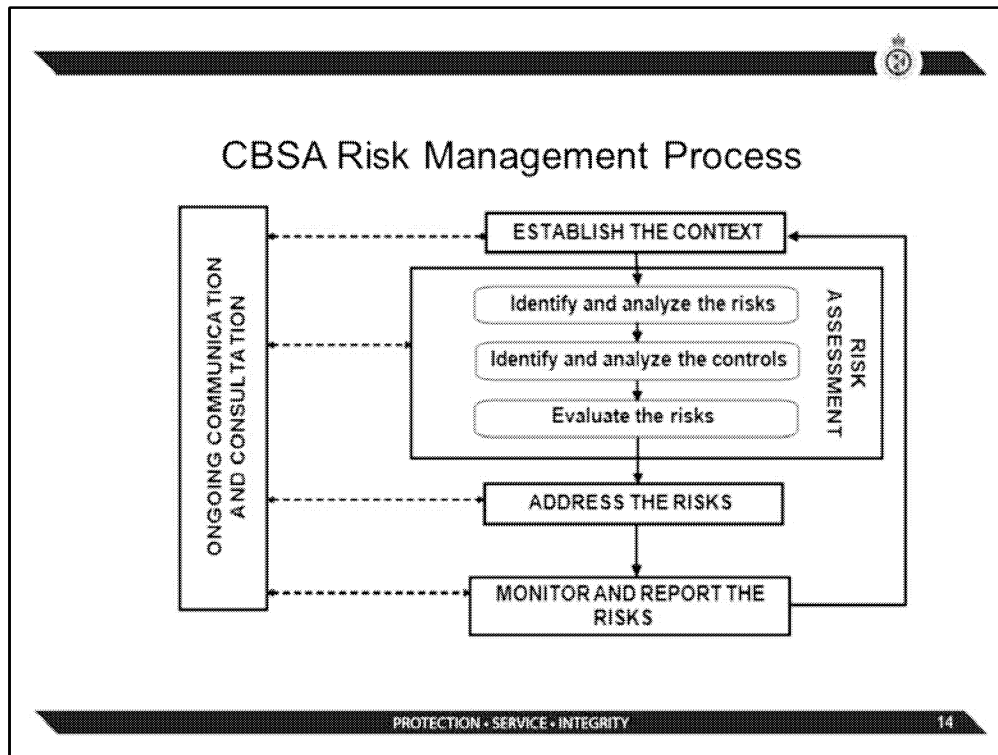 CBSA Risk Management Process
ONGOING COMMUNICATION
AND CONSULTATION
ESTABLISH THE CONTEXT
Identify and analyze the risks
Identify and analyze the controls
Evaluate the risks
RISK
ASSESSMENT
ADDRESS THE RISKS
MONITOR AND REPORT THE
RISKS
PROTECTION • SERVICE • INTEGRITY
14